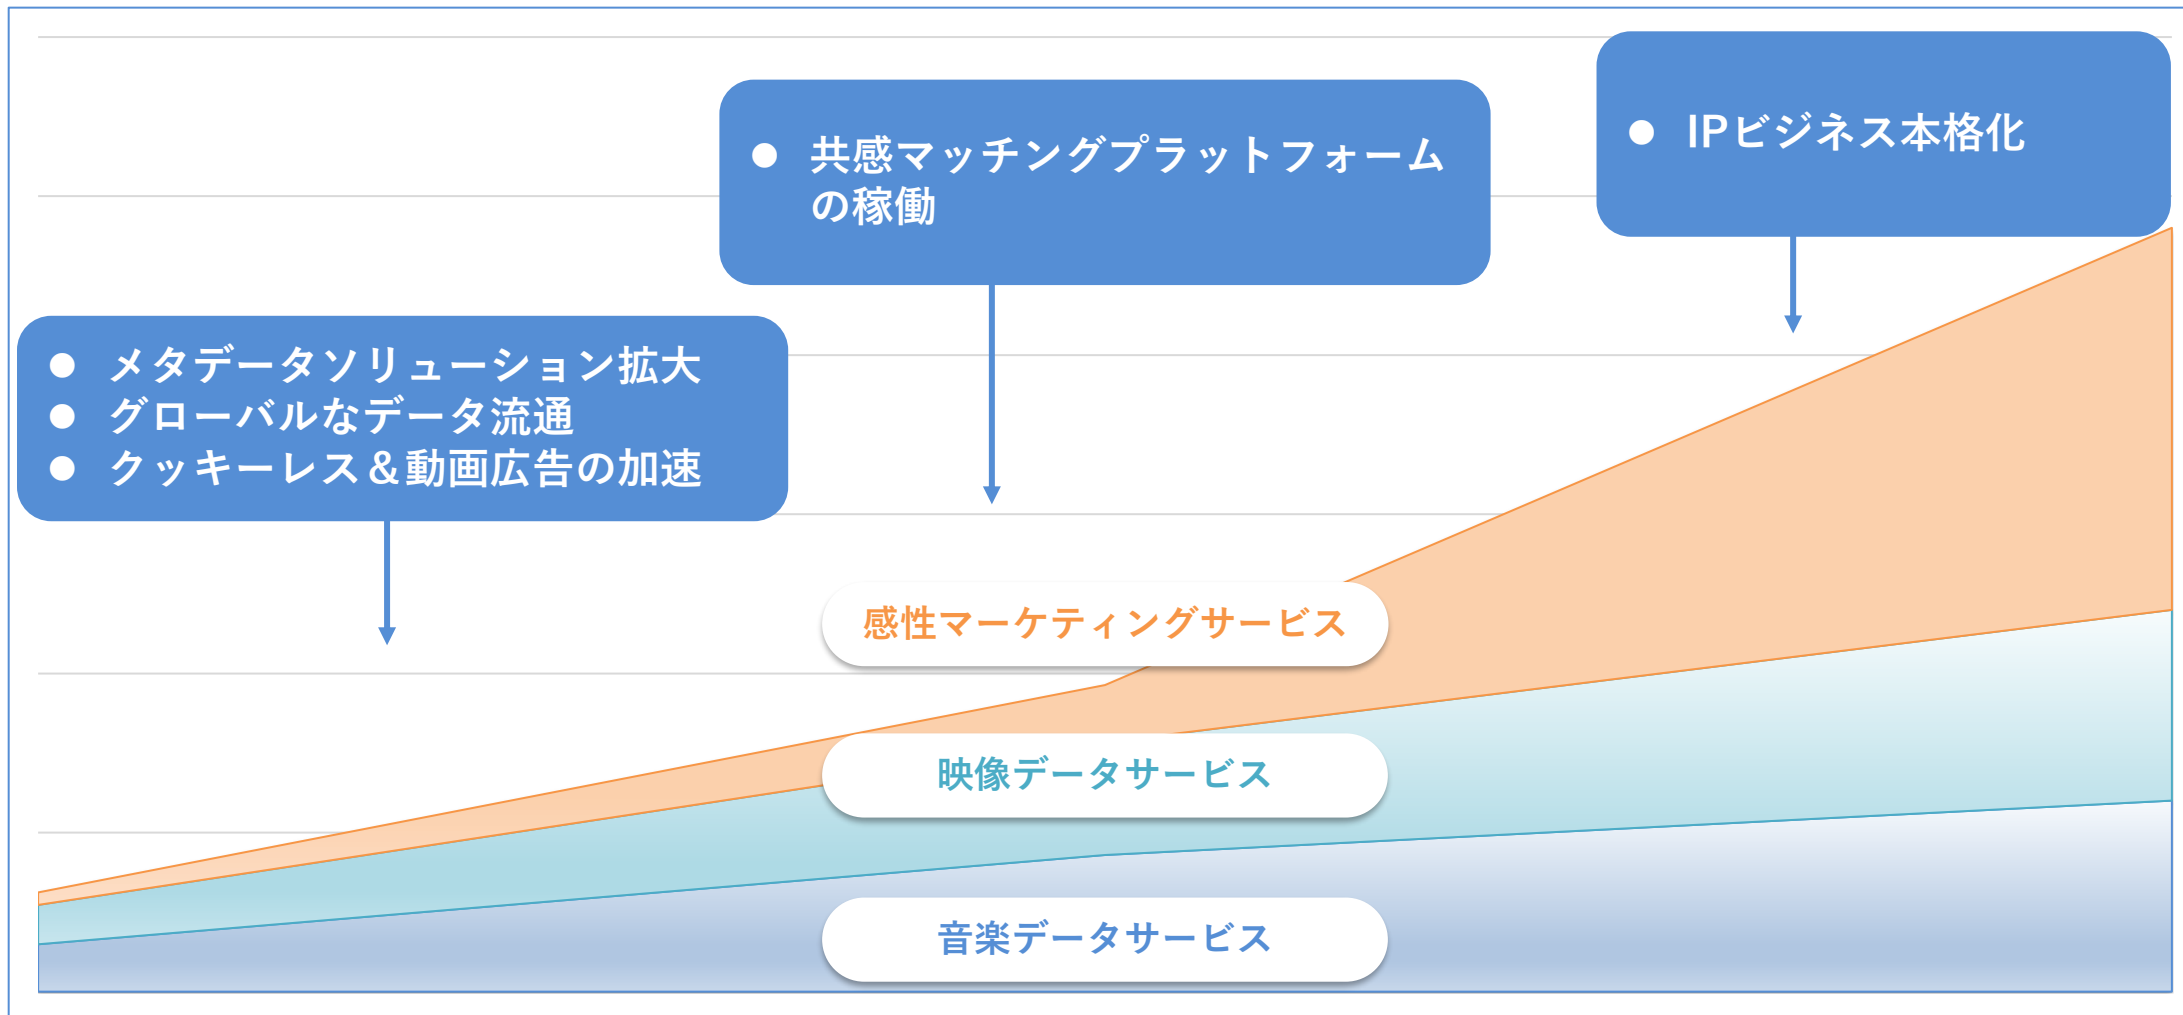 ● IPビジネス本格化
● 共感マッチングプラットフォーム
の稼働
● メタデータソリューション拡大
● グローバルなデータ流通
● クッキーレス＆動画広告の加速
感性マーケティングサービス
映像データサービス
音楽データサービス